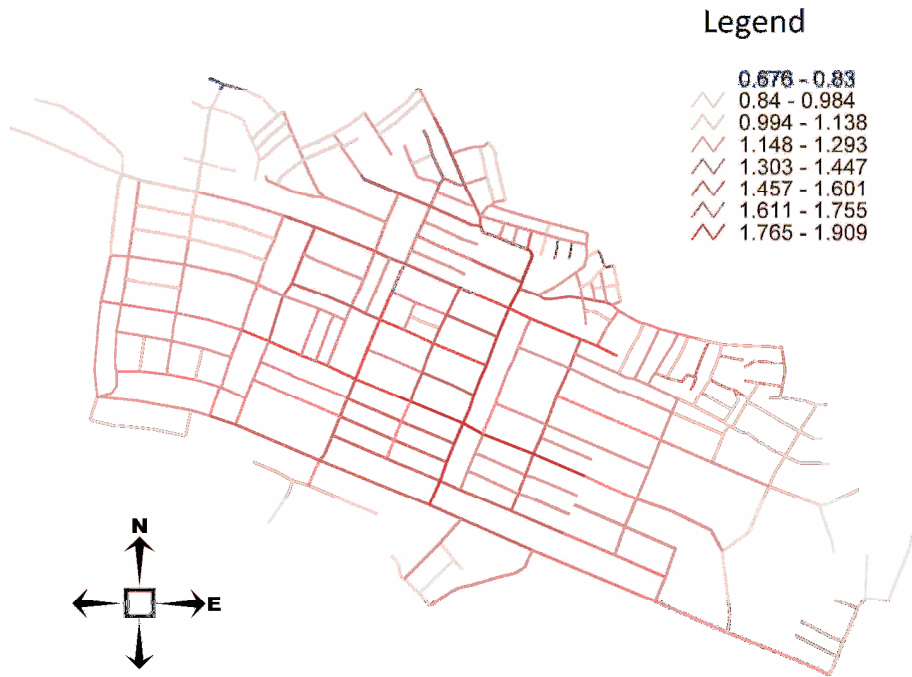 Legend
0.676 - 0.83
0.84 - 0.984
0.994 - 1.138
1.148 - 1.293
1.303 - 1.447
1.457 - 1.601
1.611 - 1.755
1.765 - 1.909
N
E